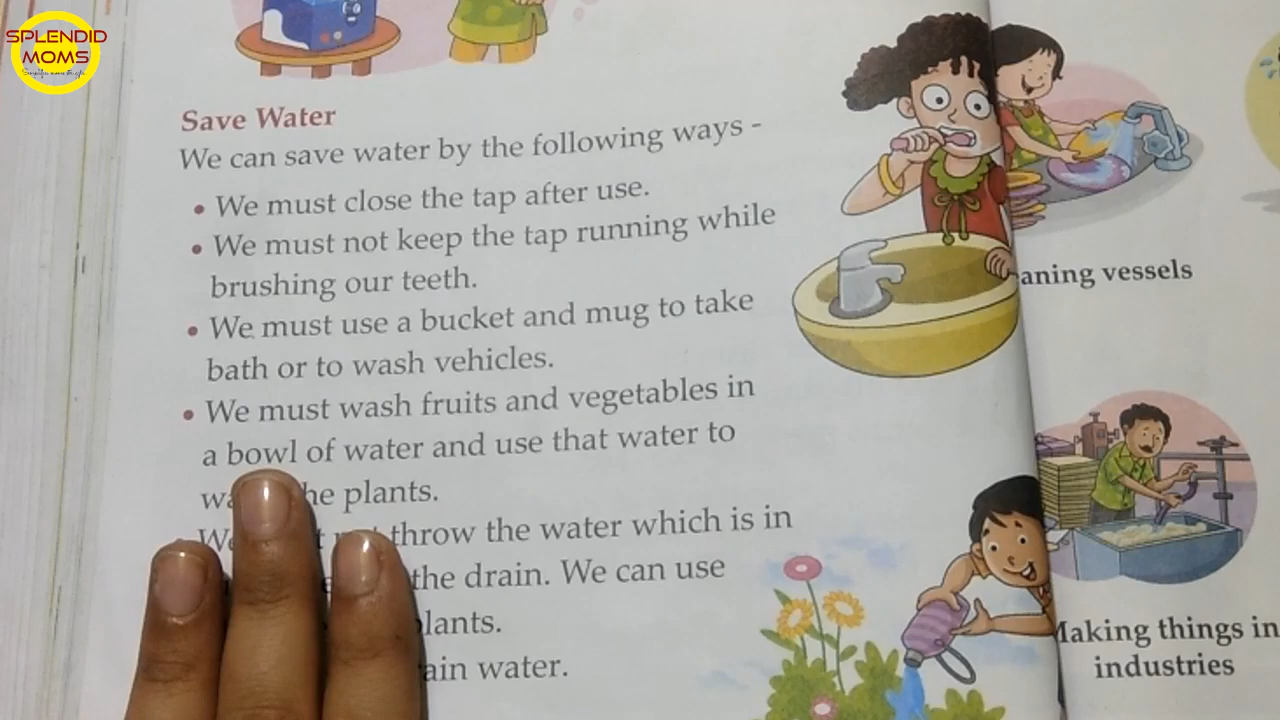 SPLENDID
MOMS
Save Water
We can save water by the following ways -
• We must close the tap after use.
• We must not keep the tap running while
brushing our teeth.
• We must use a bucket and mug to take
bath or to wash vehicles.
• We must wash fruits and vegetables in
a bowl of water and use that water to
he plants.
We throw the water which is in
the drain. We can use
lants.
ain water.
aning vessels
Making things in
industries